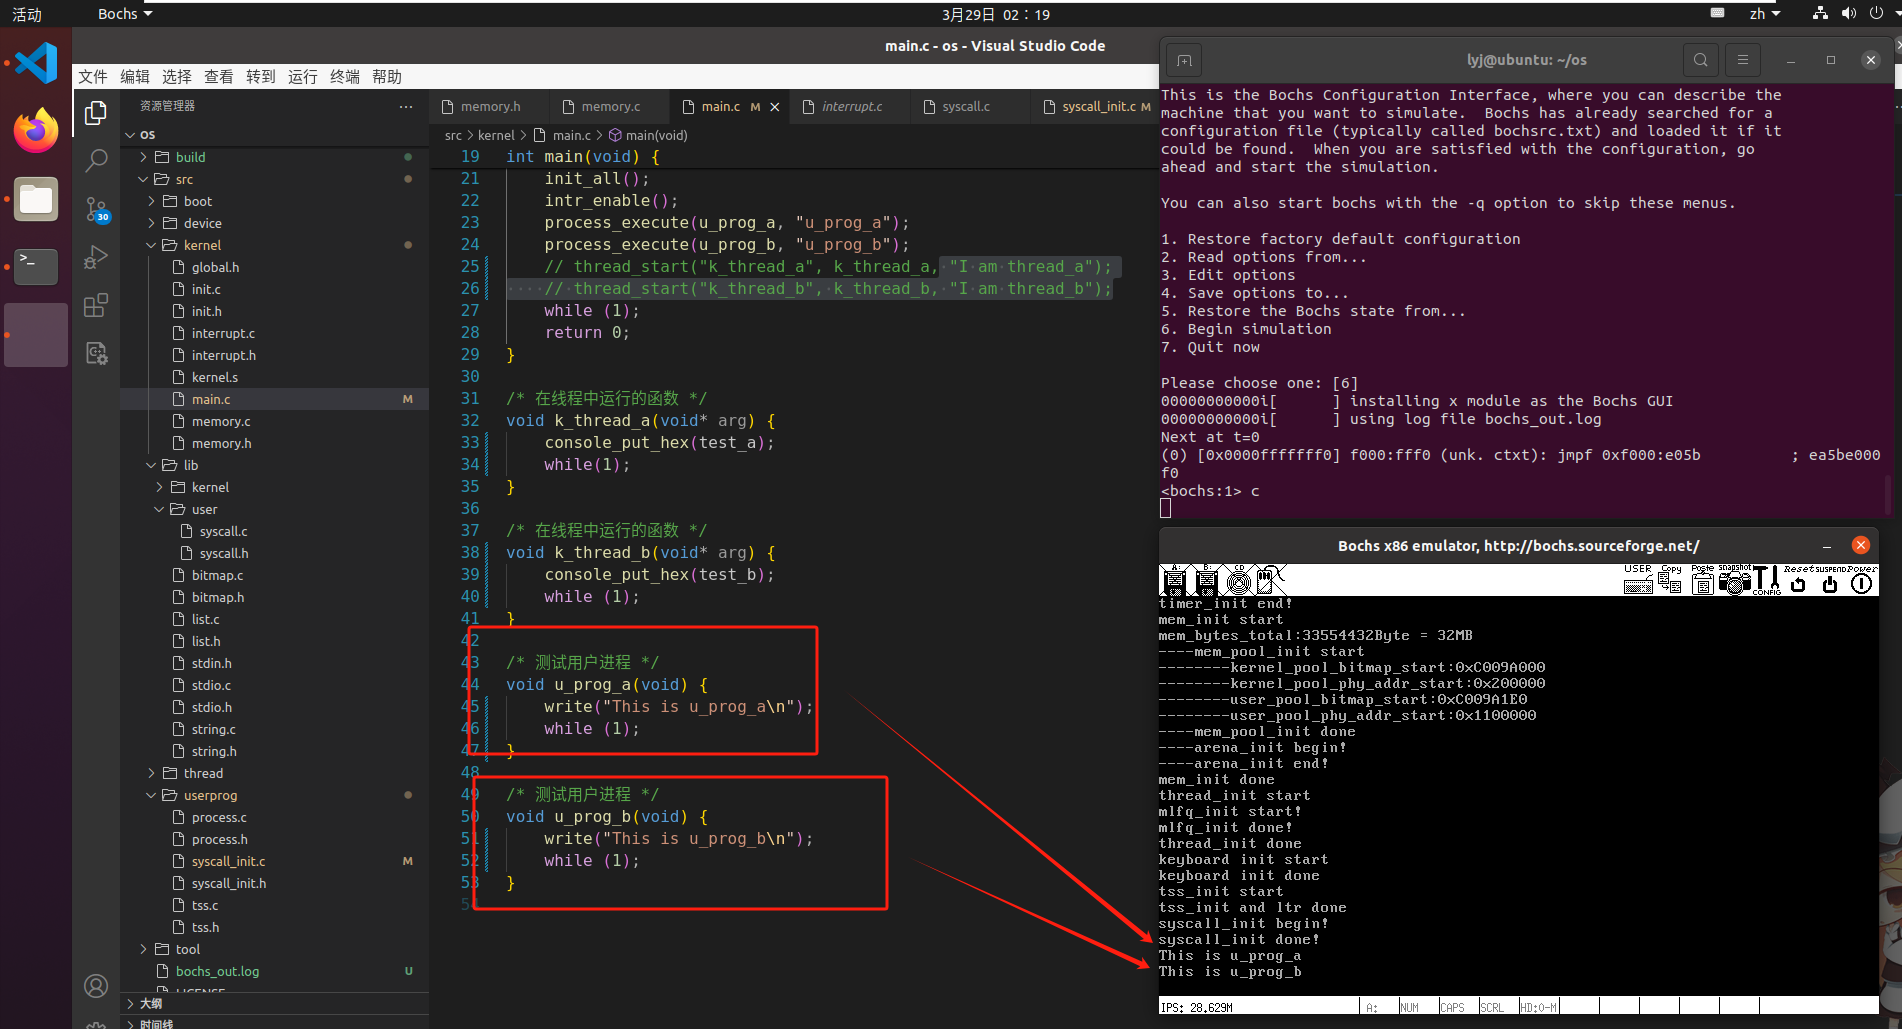 活动
Bochs
3月29日 02：19
zh
main.c - os - Visual Studio Code
文件 编辑 选择 查看 转到 运行 终端 帮助
资源管理器
OS
build
src
boot
device
kernel
global.h
init.c
init.h
interrupt.c
interrupt.h
kernel.s
main.c M
memory.c
memory.h
lib
kernel
user
syscall.c
syscall.h
bitmap.c
bitmap.h
list.c
list.h
stdin.h
stdio.c
stdio.h
string.c
string.h
thread
userprog
process.c
process.h
syscall_init.c M
syscall_init.h
tss.c
tss.h
tool
bochs_out.log U
LICENSE
大纲
时间线
30
memory.h memory.c main.c M interrupt.c syscall.c syscall_init.c M
src > kernel > main.c > main(void)
19 int main(void) {
21 init_all();
22 intr_enable();
23 process_execute(u_prog_a, "u_prog_a");
24 process_execute(u_prog_b, "u_prog_b");
25 // thread_start("k_thread_a", k_thread_a, "I am thread_a");
26 // thread_start("k_thread_b", k_thread_b, "I am thread_b");
27 while (1);
28 return 0;
29 }
30
31 /* 在线程中运行的函数 */
32 void k_thread_a(void* arg) {
33 console_put_hex(test_a);
34 while(1);
35 }
36
37 /* 在线程中运行的函数 */
38 void k_thread_b(void* arg) {
39 console_put_hex(test_b);
40 while (1);
41 }
42
43 /* 测试用户进程 */
44 void u_prog_a(void) {
45 write("This is u_prog_a\n");
46 while (1);
47 }
48
49 /* 测试用户进程 */
50 void u_prog_b(void) {
51 write("This is u_prog_b\n");
52 while (1);
53 }
54
lyj@ubuntu: ~/os
This is the Bochs Configuration Interface, where you can describe the
machine that you want to simulate.  Bochs has already searched for a
configuration file (typically called bochsrc.txt) and loaded it if it
could be found.  When you are satisfied with the configuration, go
ahead and start the simulation.
You can also start bochs with the -q option to skip these menus.
1. Restore factory default configuration
2. Read options from...
3. Edit options
4. Save options to...
5. Restore the Bochs state from...
6. Begin simulation
7. Quit now
Please choose one: [6]
00000000000i[       ] installing x module as the Bochs GUI
00000000000i[       ] using log file bochs_out.log
Next at t=0
(0) [0x0000fffffff0] f000:fff0 (unk. ctxt): jmpf 0xf000:e05b          ; ea5be000
f0
<bochs:1> c
Bochs x86 emulator, http://bochs.sourceforge.net/
A: B: CD USER Copy Paste Snapshot CONFIG Reset SUSPEND Power
timer_init end!
mem_init start
mem_bytes_total:33554432Byte = 32MB
----mem_pool_init start
--------kernel_pool_bitmap_start:0xC009A000
--------kernel_pool_phy_addr_start:0x200000
--------user_pool_bitmap_start:0xC009A1E0
--------user_pool_phy_addr_start:0x1100000
----mem_pool_init done
----arena_init begin!
----arena_init end!
mem_init done
thread_init start
mlfq_init start!
mlfq_init done!
thread_init done
keyboard init start
keyboard init done
tss_init start
tss_init and ltr done
syscall_init begin!
syscall_init done!
This is u_prog_a
This is u_prog_b
IPS: 28.629M A: NUM CAPS SCRL HD:0-M